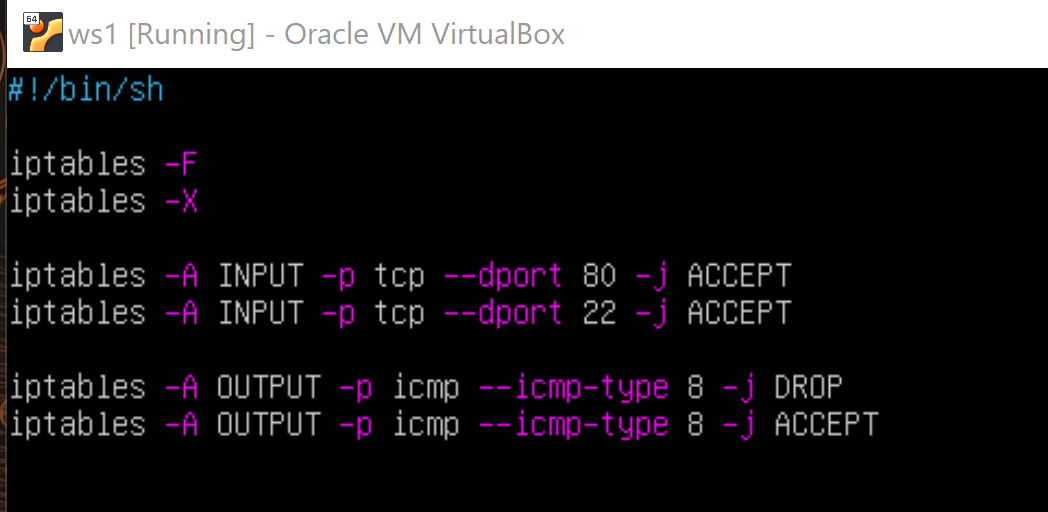 64
ws1 [Running] - Oracle VM VirtualBox
#!/bin/sh
iptables -F
iptables -X
iptables -A INPUT -p tcp --dport 80 -j ACCEPT
iptables -A INPUT -p tcp --dport 22 -j ACCEPT
iptables -A OUTPUT -p icmp --icmp-type 8 -j DROP
iptables -A OUTPUT -p icmp --icmp-type 8 -j ACCEPT